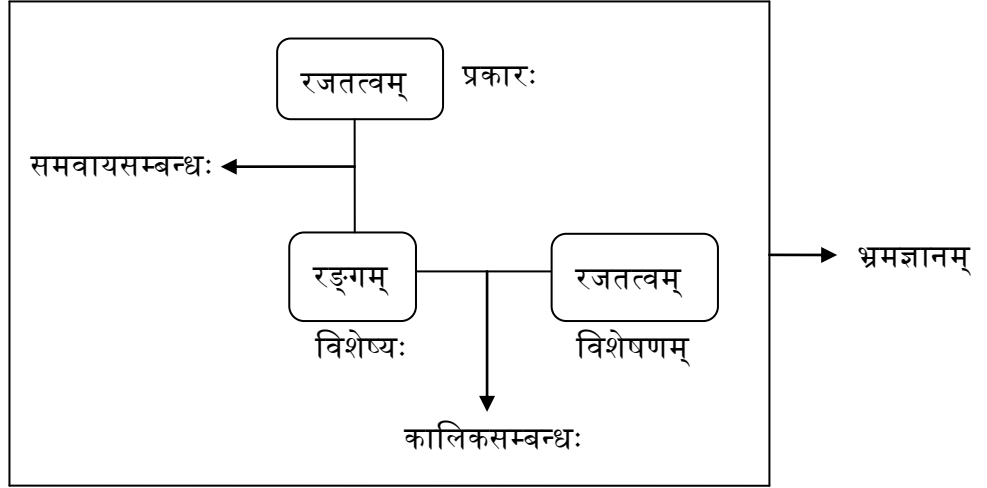 रजतत्वम् प्रकारः
समवायसम्बन्धः
रङ्गम् रजतत्वम्
भ्रमज्ञानम्
विशेष्यः विशेषणम्
कालिकसम्बन्धः